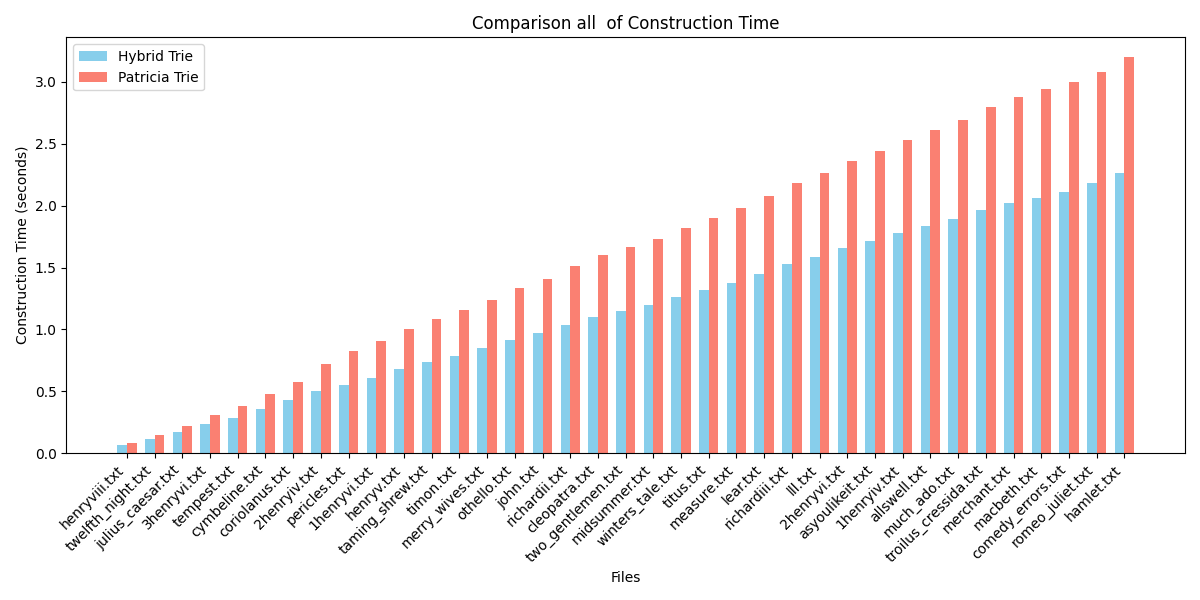 Comparison all  of Construction Time
Hybrid Trie
Patricia Trie
Construction Time (seconds)
3.0
2.5
2.0
1.5
1.0
0.5
0.0
henryviii.txt
twelfth_night.txt
julius_caesar.txt
3henryvi.txt
tempest.txt
cymbeline.txt
coriolanus.txt
2henryiv.txt
pericles.txt
1henryvi.txt
henryv.txt
taming_shrew.txt
timon.txt
merry_wives.txt
othello.txt
john.txt
richardii.txt
cleopatra.txt
two_gentlemen.txt
midsummer.txt
winters_tale.txt
titus.txt
measure.txt
lear.txt
richardiii.txt
lll.txt
2henryvi.txt
asyoulikeit.txt
1henryiv.txt
allswell.txt
much_ado.txt
troilus_cressida.txt
merchant.txt
macbeth.txt
comedy_errors.txt
romeo_juliet.txt
hamlet.txt
Files